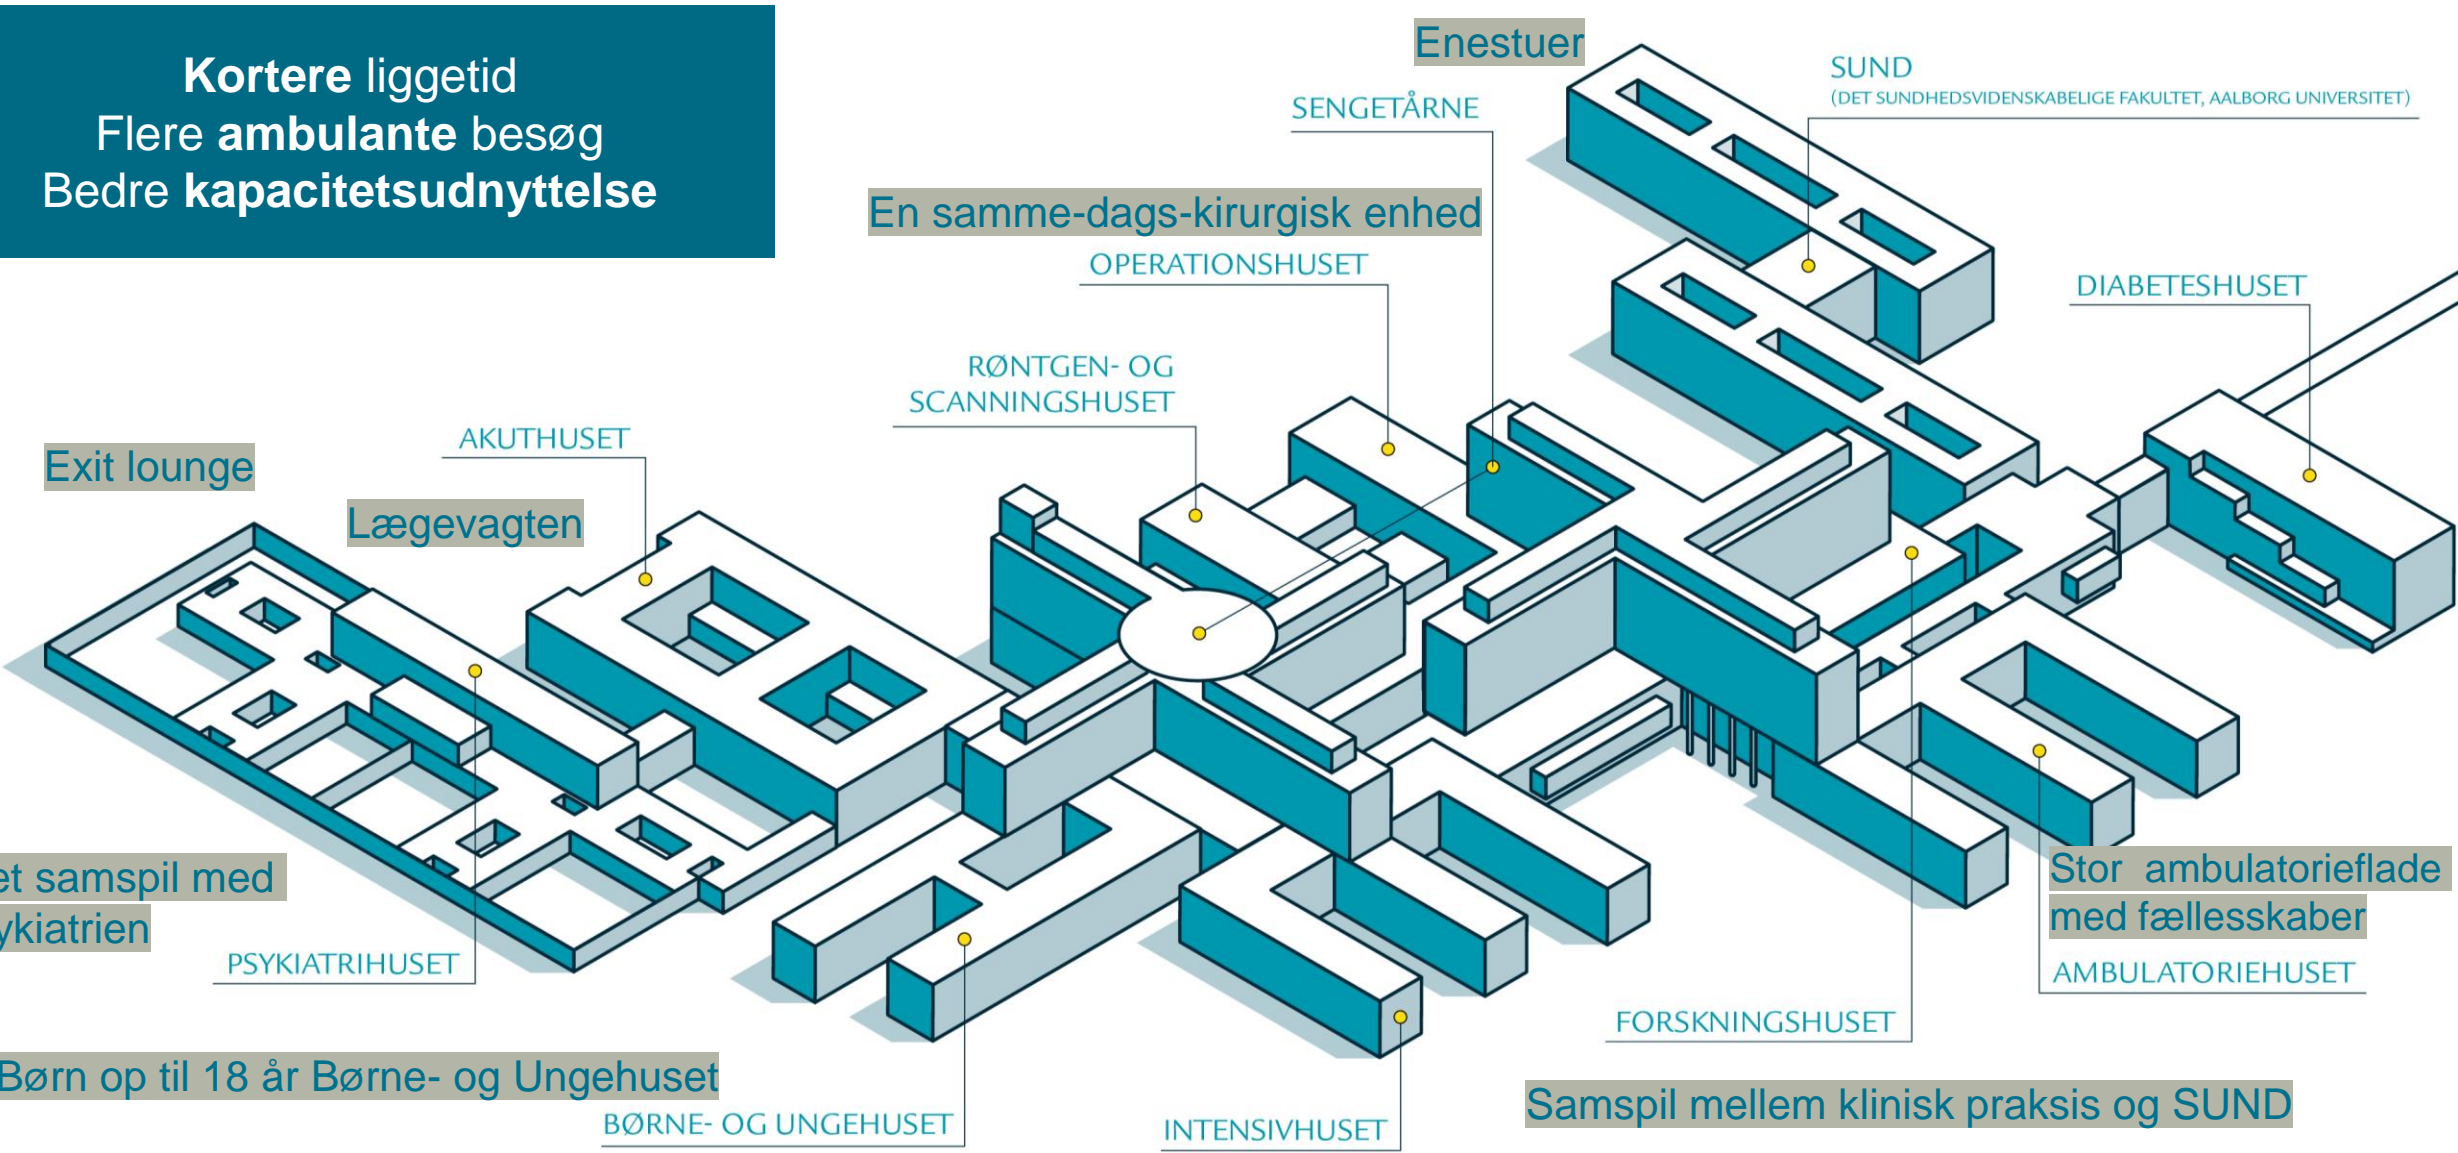 Kortere liggetid
Flere ambulante besøg
Bedre kapacitetsudnyttelse
Enestuer
SENGETÅRNE
SUND
(DET SUNDHEDSVIDENSKABELIGE FAKULTET, AALBORG UNIVERSITET)
En samme-dags-kirurgisk enhed
OPERATIONSHUSET
DIABETESHUSET
RØNTGEN- OG
SCANNINGSHUSET
AKUTHUSET
Exit lounge
Lægevagten
samspil med
PSYKIATRIHUSET
Stor ambulatorieflade
med fællesskaber
AMBULATORIEHUSET
FORSKNINGSHUSET
Børn op til 18 år Børne- og Ungehuset
BØRNE- OG UNGEHUSET
INTENSIVHUSET
Samspil mellem klinisk praksis og SUND